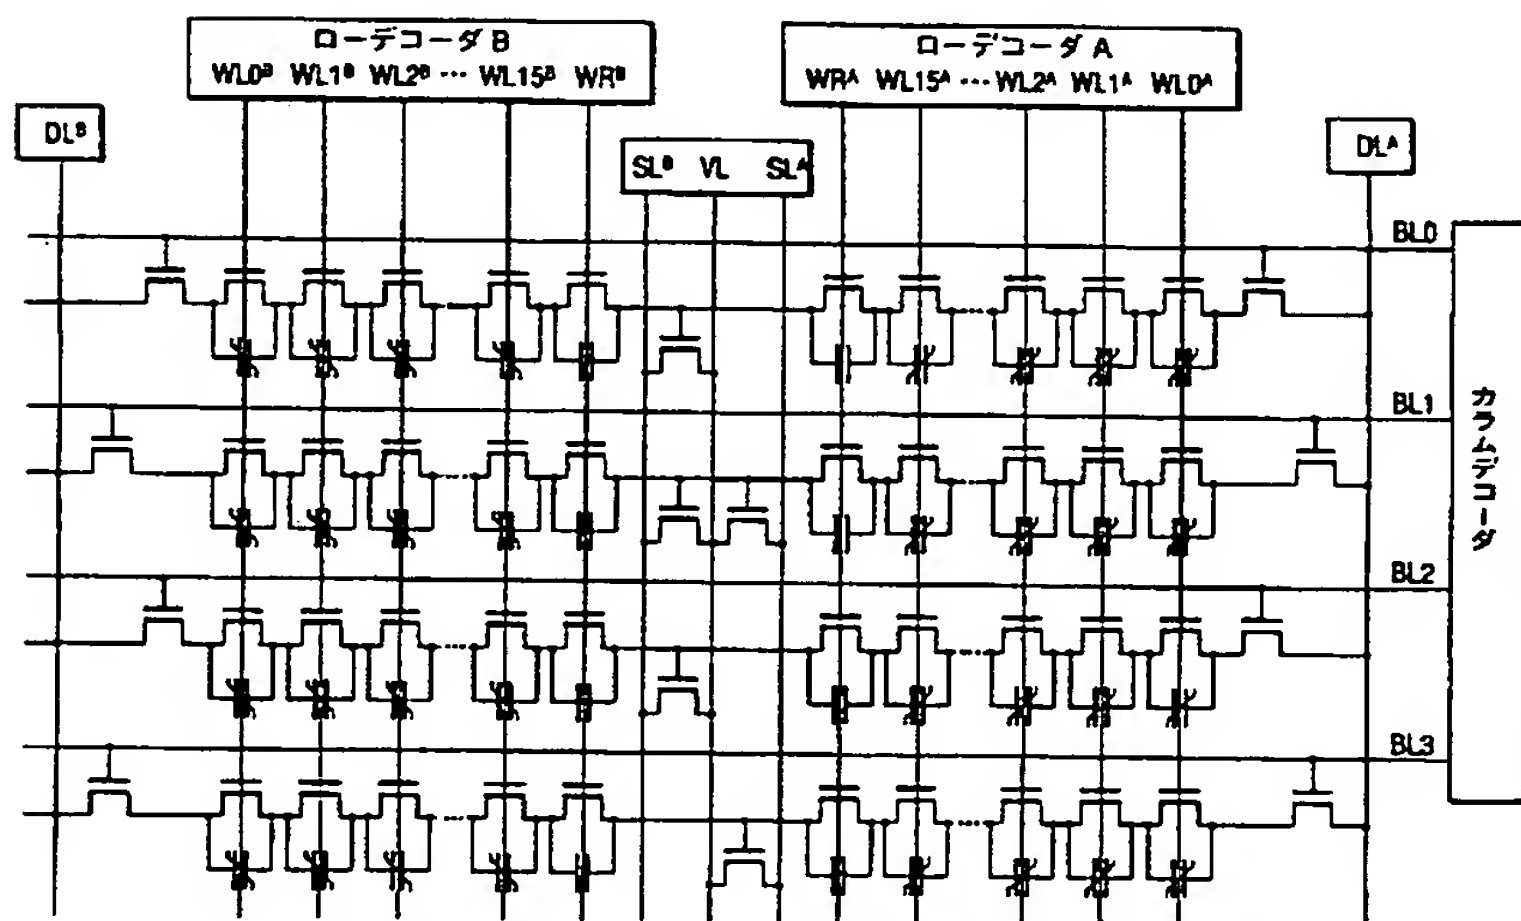 ローデコーダ B
WL0ᴮ WL1ᴮ WL2ᴮ ··· WL15ᴮ WRᴮ
ローデコーダ A
WRᴬ WL15ᴬ ··· WL2ᴬ WL1ᴬ WL0ᴬ
DLᴮ
SLᴮ VL SLᴬ
DLᴬ
BL0
BL1
BL2
BL3
カラムデコーダ